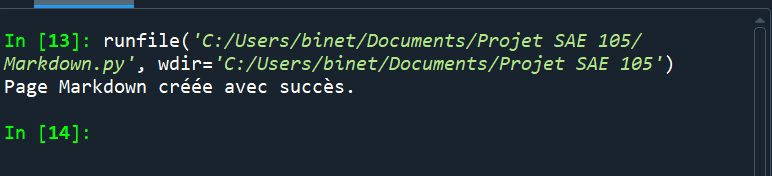 In [13]: runfile('C:/Users/binet/Documents/Projet SAE 105/
Markdown.py', wdir='C:/Users/binet/Documents/Projet SAE 105')
Page Markdown créée avec succès.
In [14]: